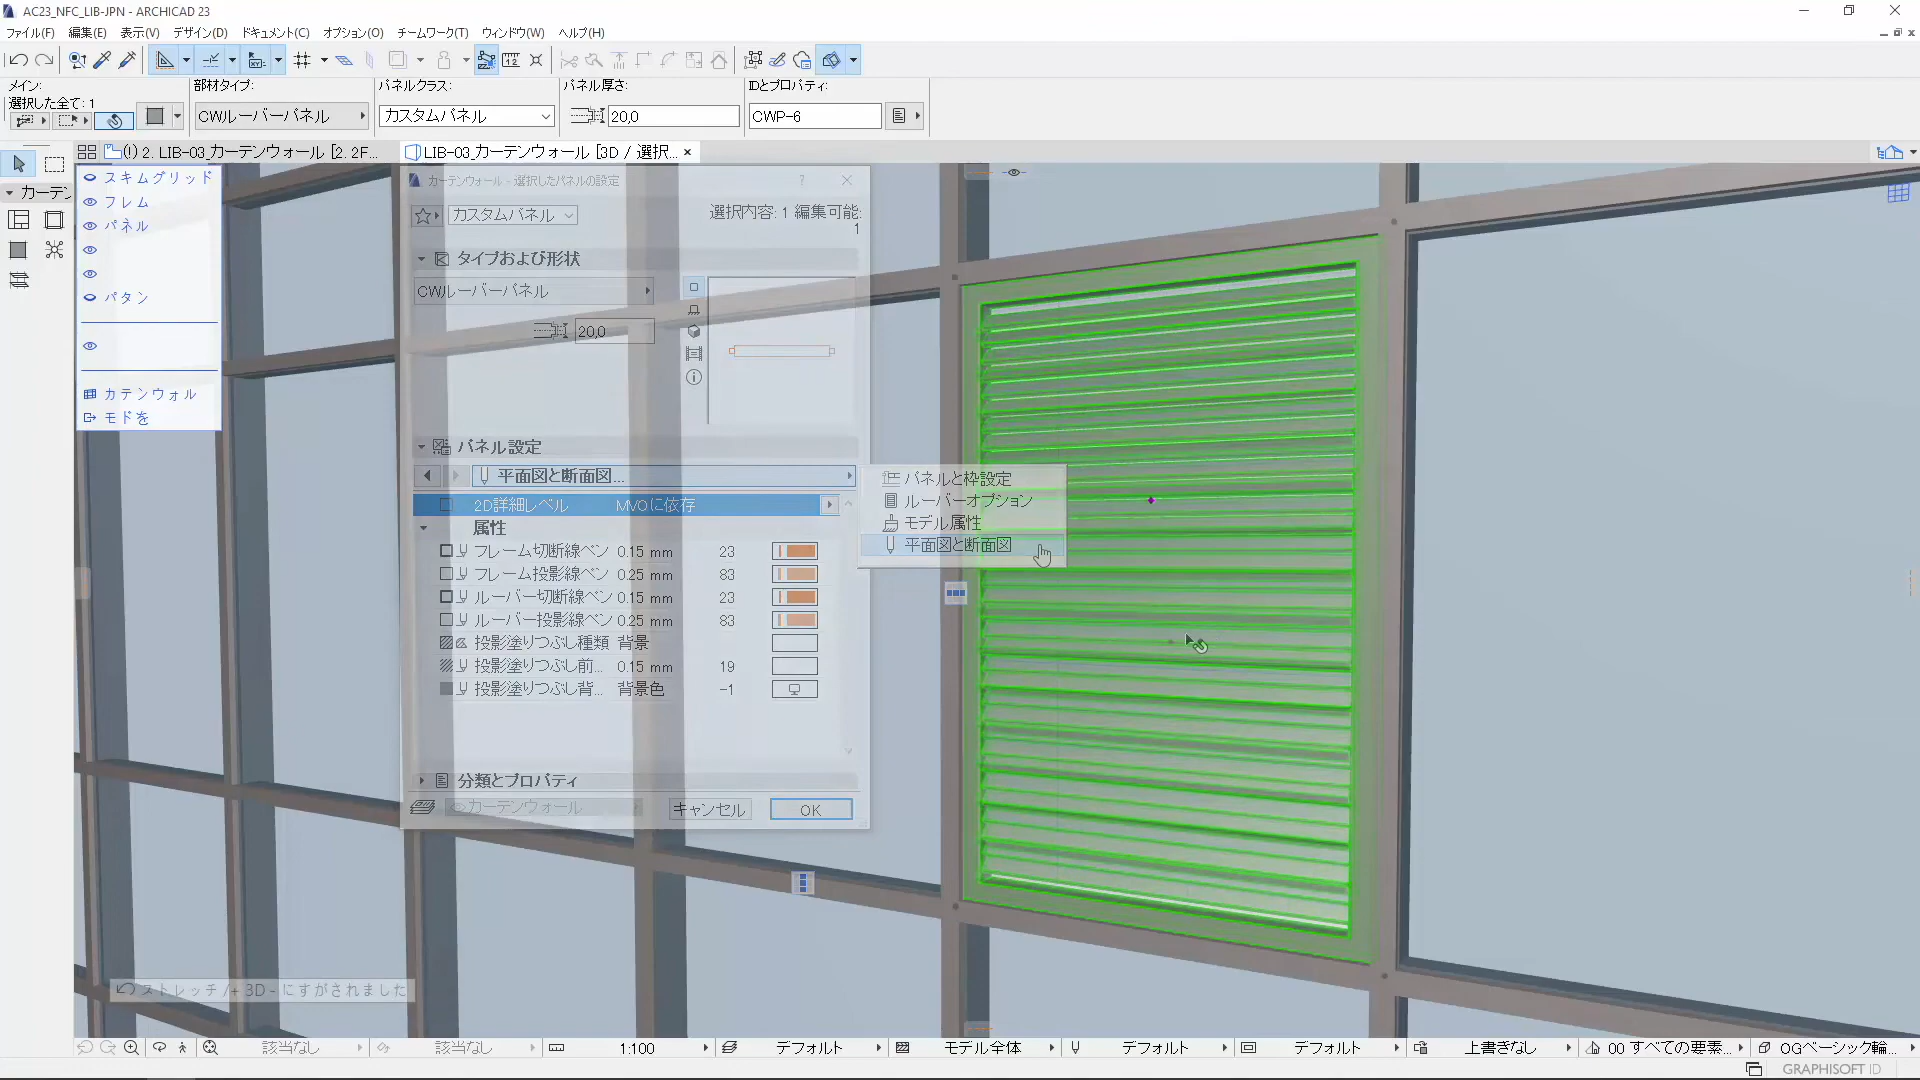 AC23_NFC_LIB-JPN - ARCHICAD 23
ファイル(F) 編集(E) 表示(V) デザイン(D) ドキュメント(C) オプション(O) チームワーク(T) ウィンドウ(W) ヘルプ(H)
メイン: 部材タイプ: パネルクラス: パネル厚さ: IDとプロパティ:
選択した全て: 1
CWルーバーパネル カスタムパネル 20,0 CWP-6
(!) 2. LIB-03_カーテンウォール [2. 2F...
LIB-03_カーテンウォール [3D / 選択...
カーテン
スキムグリッド
フレム
パネル
パタン
カテンウォル
モドを
カーテンウォール - 選択したパネルの設定 ?
カスタムパネル 選択内容: 1 編集可能: 1
タイプおよび形状
CWルーバーパネル
20,0
パネル設定
平面図と断面図...
2D詳細レベル MVOに依存
属性
フレーム切断線ペン 0.15 mm 23
フレーム投影線ペン 0.25 mm 83
ルーバー切断線ペン 0.15 mm 23
ルーバー投影線ペン 0.25 mm 83
投影塗りつぶし種類 背景
投影塗りつぶし前... 0.15 mm 19
投影塗りつぶし背... 背景色 -1
分類とプロパティ
カーテンウォール キャンセル OK
パネルと枠設定
ルーバーオプション
モデル属性
平面図と断面図
ストレッチ /+ 3D - にすがされました
該当なし 該当なし 1:100 デフォルト モデル全体 デフォルト デフォルト 上書きなし 00 すべての要素... OGベーシック輪...
GRAPHISOFT ID